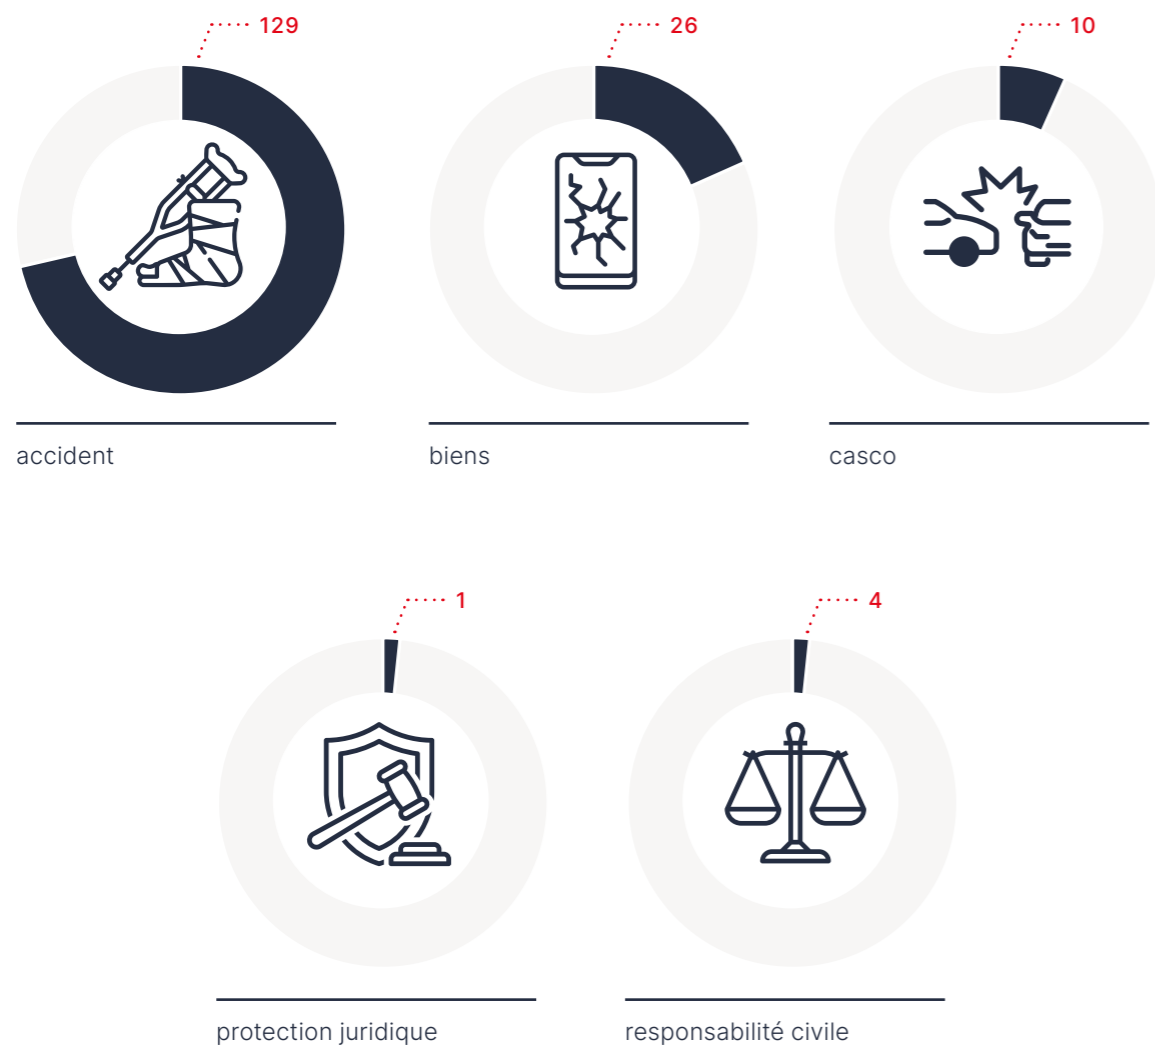 129
26
10
accident
biens
casco
1
4
protection juridique
responsabilité civile